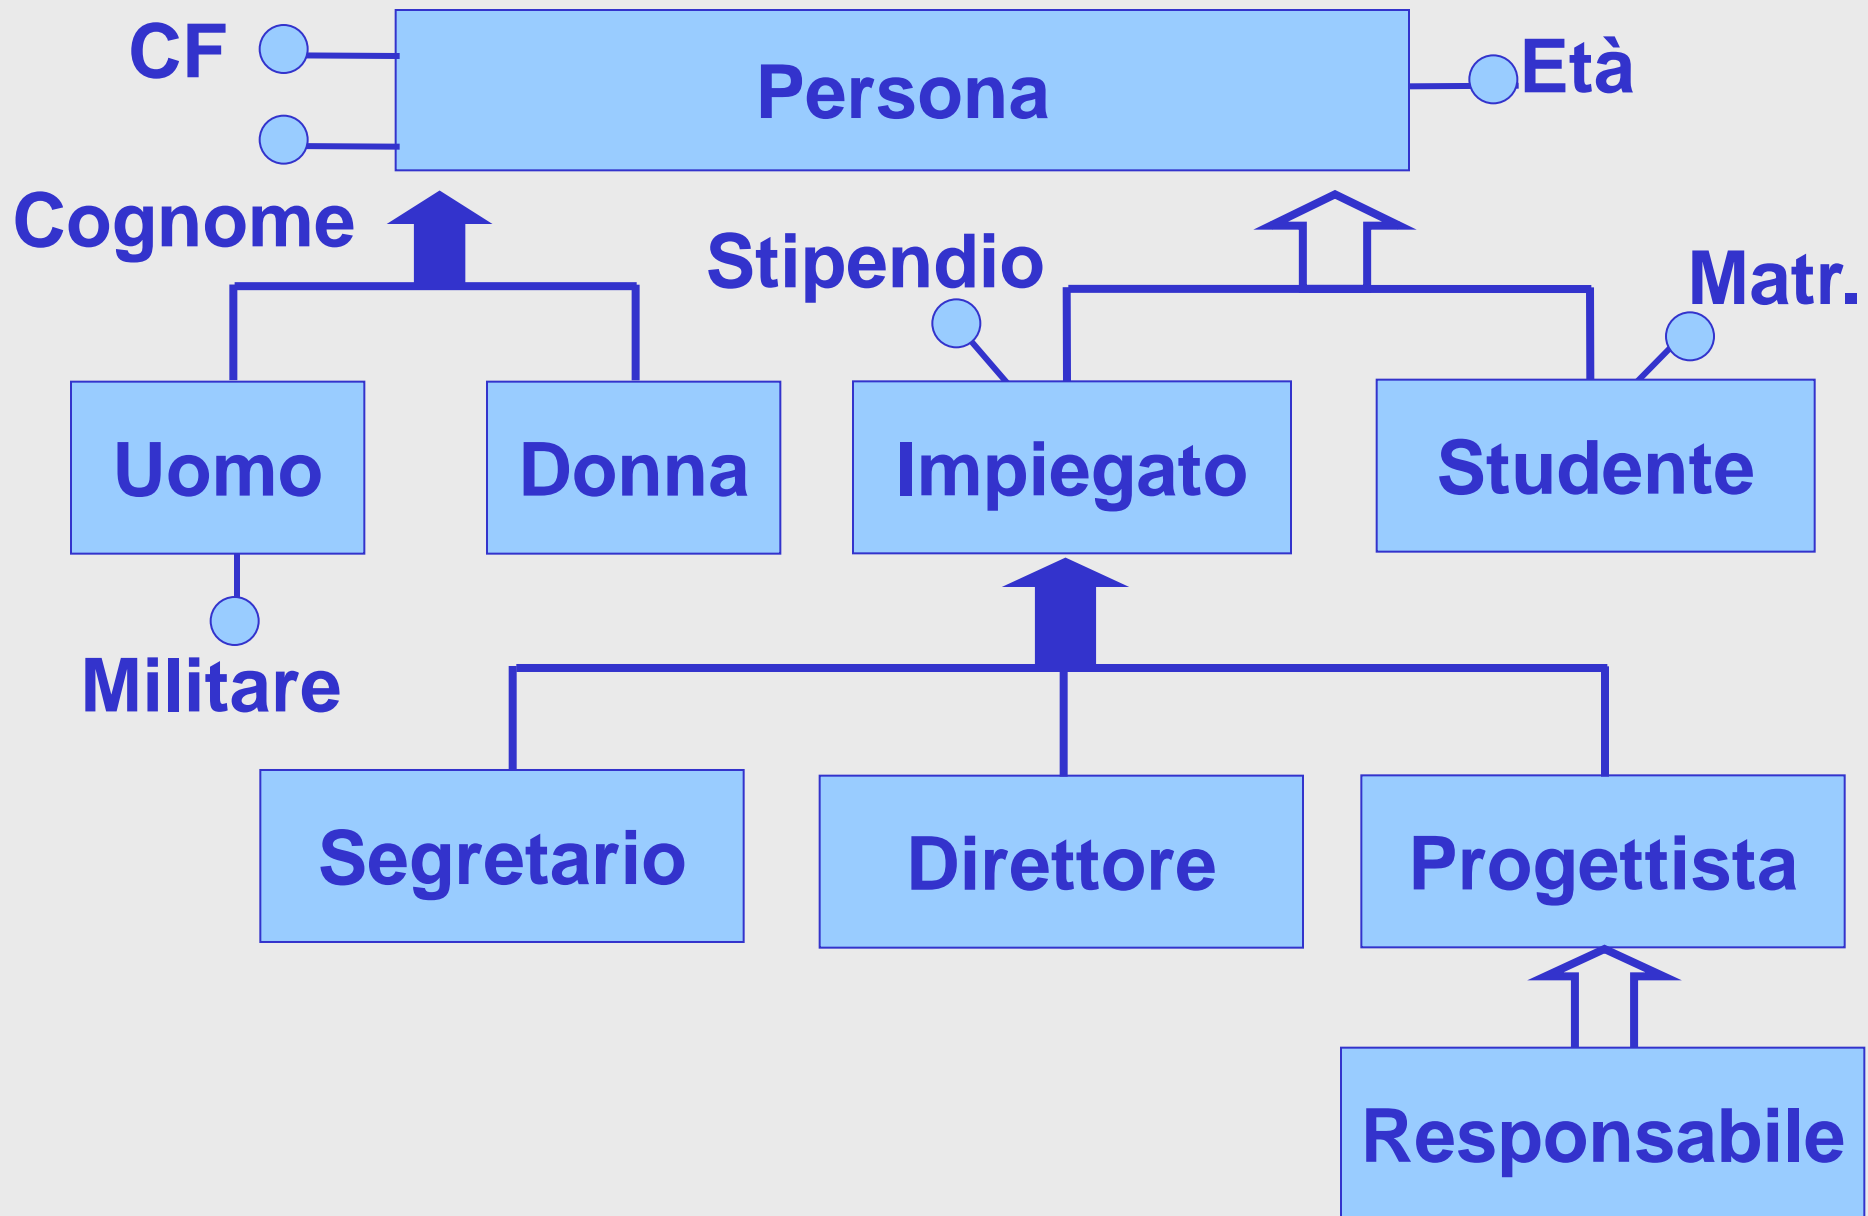 CF
Persona
Età
Cognome
Stipendio
Matr.
Uomo
Donna
Impiegato
Studente
Militare
Segretario
Direttore
Progettista
Responsabile